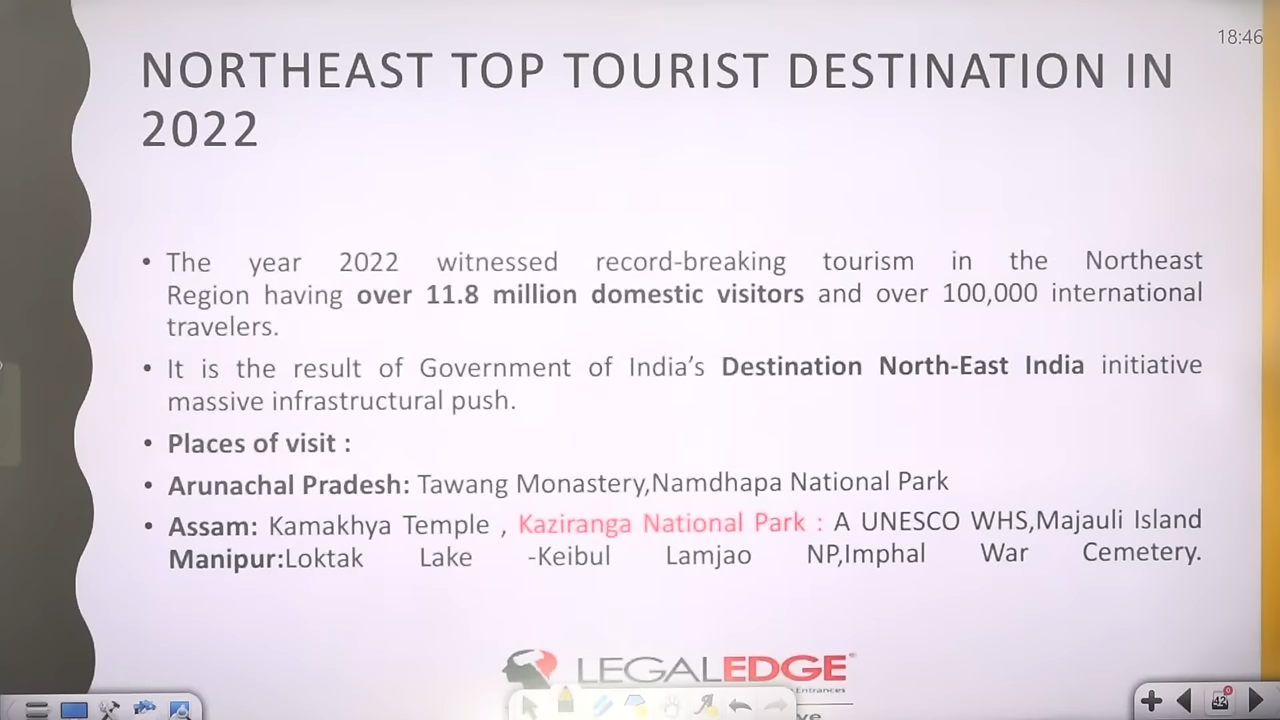 18:46
NORTHEAST TOP TOURIST DESTINATION IN
2022
• The year 2022 witnessed record-breaking tourism in the Northeast
Region having over 11.8 million domestic visitors and over 100,000 international
travelers.
• It is the result of Government of India’s Destination North-East India initiative
massive infrastructural push.
• Places of visit :
• Arunachal Pradesh: Tawang Monastery,Namdhapa National Park
• Assam: Kamakhya Temple , Kaziranga National Park : A UNESCO WHS,Majauli Island
Manipur:Loktak Lake -Keibul Lamjao NP,Imphal War Cemetery.
LEGALEDGE
Entrances
42